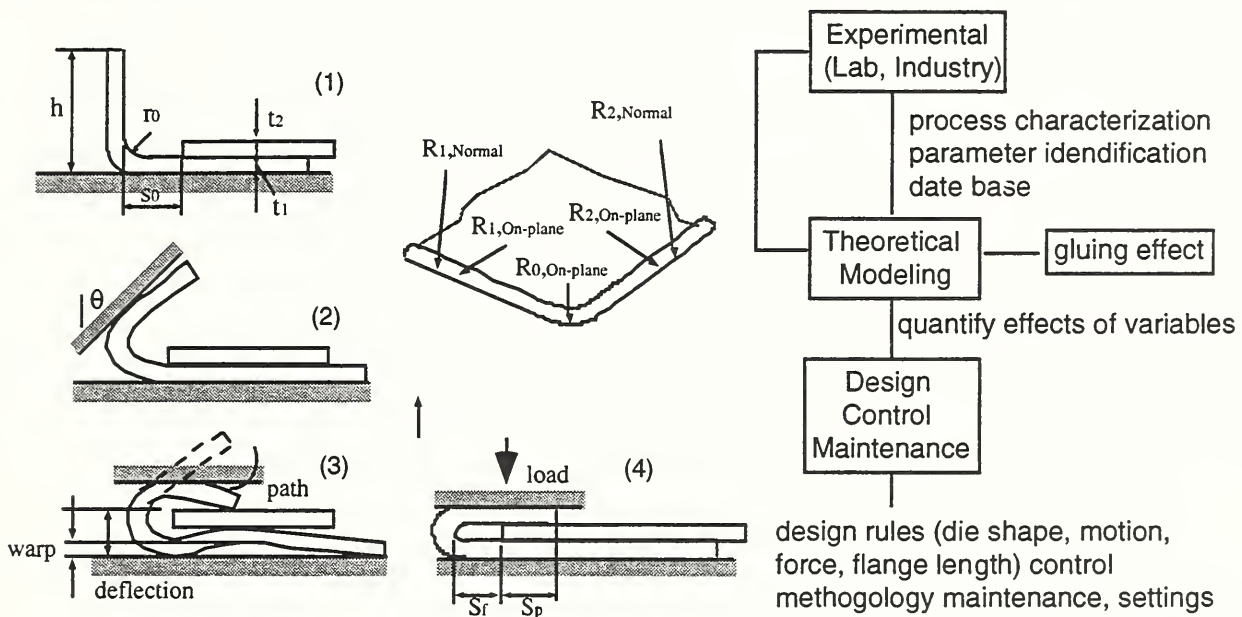 (1)
h
r0
t2
s0
t1
θ
(2)
(3)
path
warp
deflection
R2,Normal
R1,Normal
R1,On-plane
R2,On-plane
R0,On-plane
load
(4)
Sf
Sp
Experimental
(Lab, Industry)
process characterization
parameter idendification
date base
Theoretical
Modeling
gluing effect
quantify effects of variables
Design
Control
Maintenance
design rules (die shape, motion,
force, flange length) control
methogology maintenance, settings